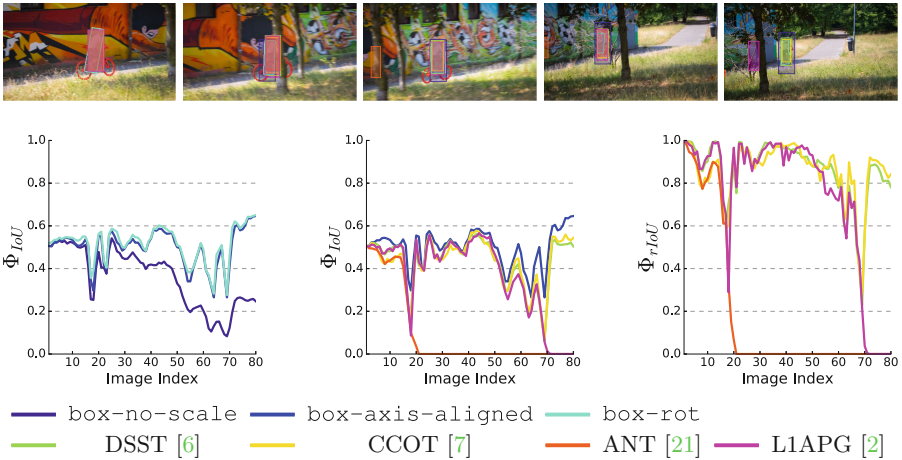 1.0 0.8 0.6 0.4 0.2 0.0
Φ IoU
10 20 30 40 50 60 70 80
Image Index
1.0 0.8 0.6 0.4 0.2 0.0
Φ IoU
10 20 30 40 50 60 70 80
Image Index
1.0 0.8 0.6 0.4 0.2 0.0
Φ rIoU
10 20 30 40 50 60 70 80
Image Index
box-no-scale box-axis-aligned box-rot
DSST [6] CCOT [7] ANT [21] L1APG [2]